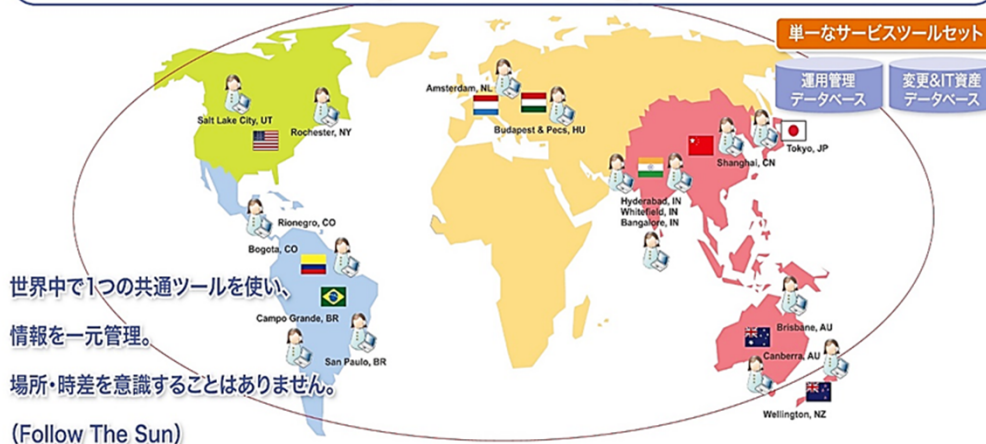 単一なサービスツールセット
運用管理
データベース
変更&IT資産
データベース
Amsterdam, NL
Salt Lake City, UT
Rochester, NY
Budapest & Pecs, HU
Tokyo, JP
Shanghai, CN
Hyderabad, IN
Whitefield, IN
Bangalore, IN
Rionegro, CO
Bogota, CO
Campo Grande, BR
San Paulo, BR
Brisbane, AU
Canberra, AU
Wellington, NZ
世界中で1つの共通ツールを使い、
情報を一元管理。
場所・時差を意識することはありません。
(Follow The Sun)